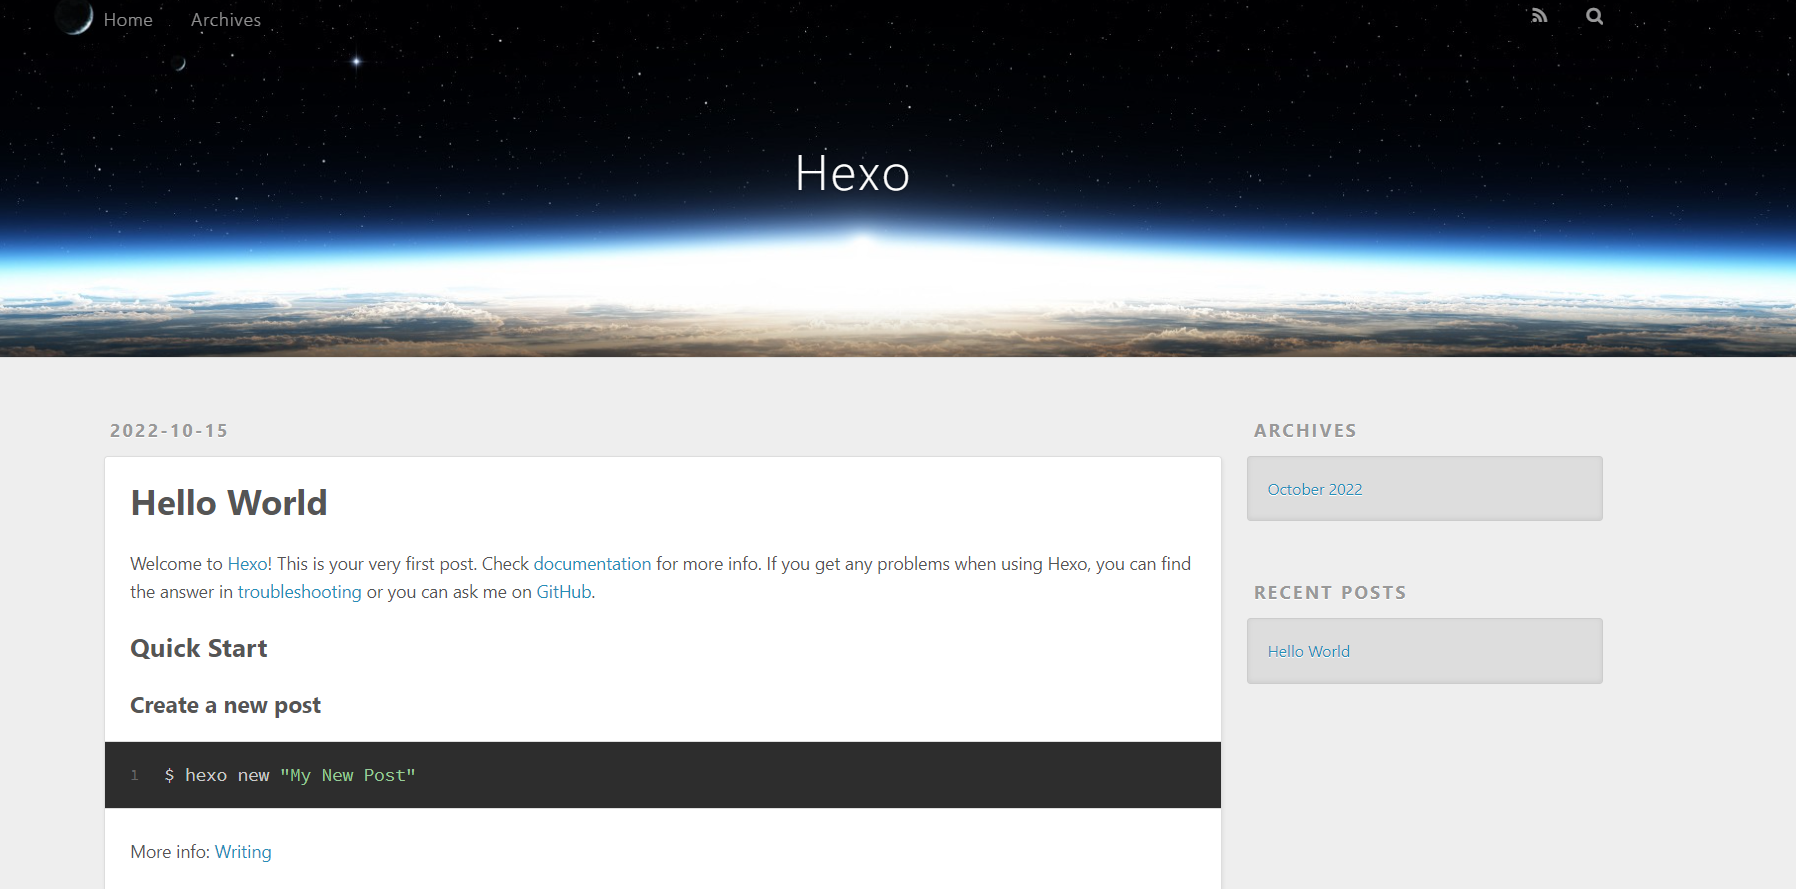 Home Archives
Hexo
2022-10-15
Hello World
Welcome to Hexo! This is your very first post. Check documentation for more info. If you get any problems when using Hexo, you can find
the answer in troubleshooting or you can ask me on GitHub.
Quick Start
Create a new post
1 $ hexo new "My New Post"
More info: Writing
ARCHIVES
October 2022
RECENT POSTS
Hello World